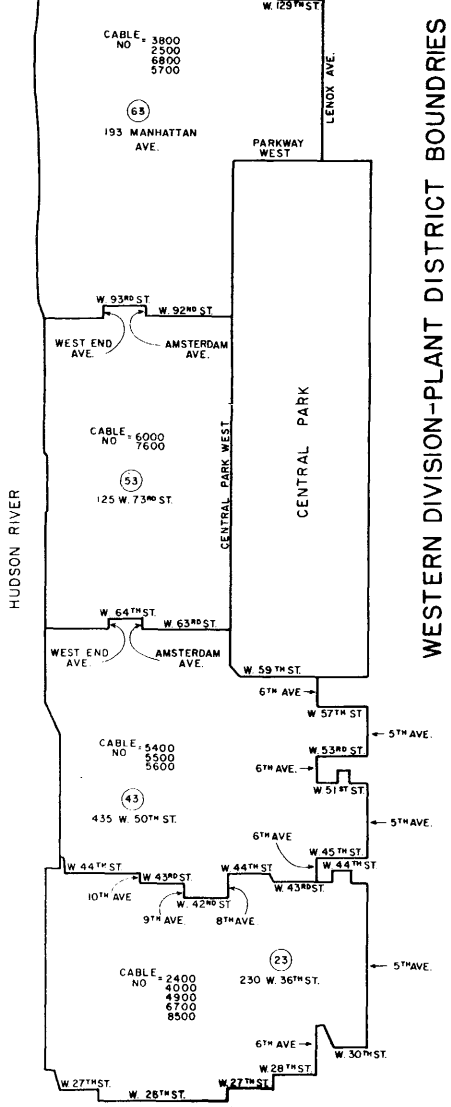 W. 129TH ST.
CABLE NO = 3800
2500
6800
5700
LENOX AVE.
63
193 MANHATTAN
AVE.
PARKWAY
WEST
WESTERN DIVISION-PLANT DISTRICT BOUNDRIES
W. 93RD ST.
W. 92ND ST.
WEST END
AVE.
AMSTERDAM
AVE.
CABLE NO = 6000
7600
53
125 W. 73RD ST.
CENTRAL PARK WEST
CENTRAL PARK
HUDSON RIVER
W. 64TH ST.
W. 63RD ST.
WEST END
AVE.
AMSTERDAM
AVE.
W. 59TH ST.
6TH AVE
W. 57TH ST
5TH AVE.
W. 53RD ST
CABLE NO = 5400
5500
5600
6TH AVE.
W. 51ST ST.
43
435 W. 50TH ST.
5TH AVE.
6TH AVE
W. 45TH ST.
W. 44TH ST.
W. 44TH ST.
W. 44TH ST.
W. 43RD ST.
W. 43RD ST.
10TH AVE
W. 42ND ST
9TH AVE.
8TH AVE.
23
230 W. 36TH ST.
CABLE NO = 2400
4000
4900
6700
8500
5TH AVE.
6TH AVE
W. 30TH ST.
W. 28TH ST.
W. 27TH ST.
W. 27TH ST.
W. 26TH ST.